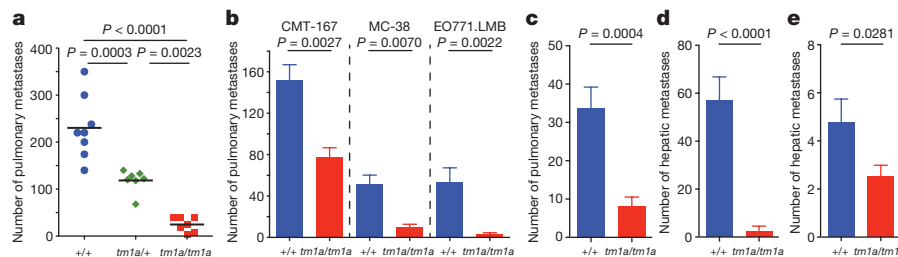 a
P < 0.0001
P = 0.0003 P = 0.0023
Number of pulmonary metastases
400
300
200
100
0
+/+ tm1a/+ tm1a/tm1a
b
CMT-167 MC-38 EO771.LMB
P = 0.0027 P = 0.0070 P = 0.0022
Number of pulmonary metastases
160
120
80
40
0
+/+ tm1a/tm1a +/+ tm1a/tm1a +/+ tm1a/tm1a
c
P = 0.0004
Number of pulmonary metastases
50
40
30
20
10
0
+/+ tm1a/tm1a
d
P < 0.0001
Number of hepatic metastases
80
60
40
20
0
+/+ tm1a/tm1a
e
P = 0.0281
Number of hepatic metastases
8
6
4
2
0
+/+ tm1a/tm1a